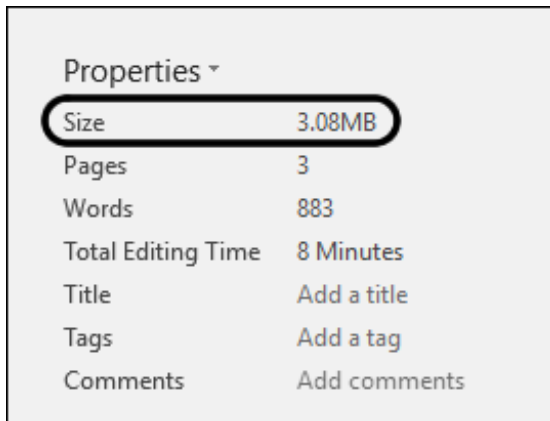 Properties
Size 3.08MB
Pages 3
Words 883
Total Editing Time 8 Minutes
Title Add a title
Tags Add a tag
Comments Add comments